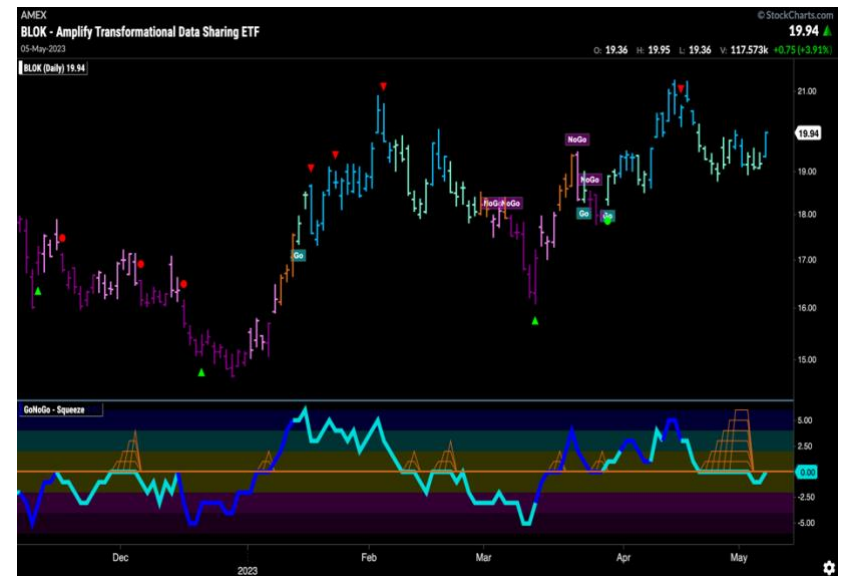 AMEX
© StockCharts.com
BLOK - Amplify Transformational Data Sharing ETF
19.94
05-May-2023
O: 19.36 H: 19.95 L: 19.36 V: 117.573k +0.75 (+3.91%)
BLOK (Daily) 19.94
21.00
19.94
19.00
18.00
17.00
16.00
15.00
NoGo
NoGo
NoGo NoGo
Go
Go
Go
GoNoGo - Squeeze
5.00
2.50
0.00
-2.50
-5.00
Dec 2023 Feb Mar Apr May